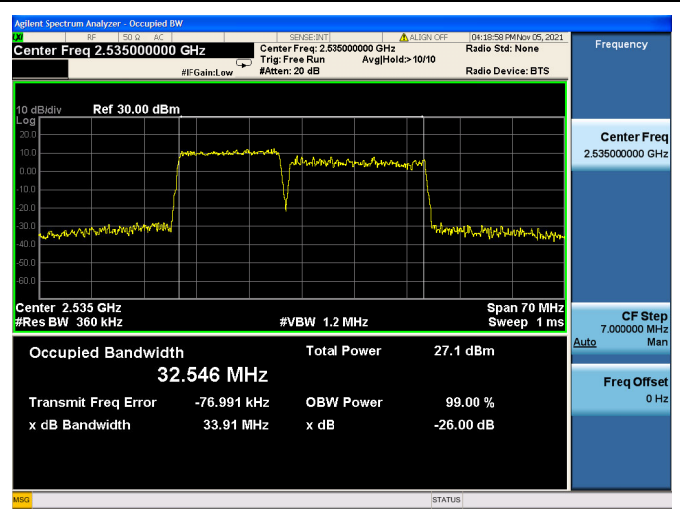 Agilent Spectrum Analyzer - Occupied BW
LXI RF 50 Ω AC SENSE:INT ALIGN OFF 04:18:58 PM Nov 05, 2021
Center Freq 2.535000000 GHz
Center Freq: 2.535000000 GHz
Radio Std: None
Trig: Free Run Avg|Hold:> 10/10
#IFGain:Low #Atten: 20 dB Radio Device: BTS
Frequency
10 dB/div Ref 30.00 dBm
Log
20.0
10.0
0.00
-10.0
-20.0
-30.0
-40.0
-50.0
-60.0
Center 2.535 GHz Span 70 MHz
#Res BW 360 kHz #VBW 1.2 MHz Sweep 1 ms
Occupied Bandwidth Total Power 27.1 dBm
32.546 MHz
Transmit Freq Error -76.991 kHz OBW Power 99.00 %
x dB Bandwidth 33.91 MHz x dB -26.00 dB
Center Freq
2.535000000 GHz
CF Step
7.000000 MHz
Auto Man
Freq Offset
0 Hz
MSG STATUS